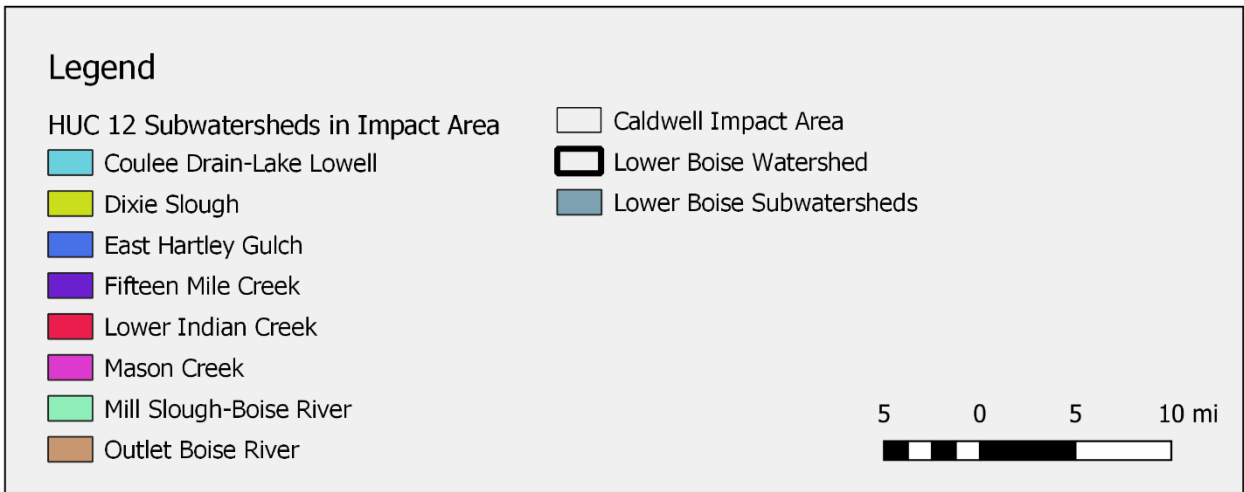 Legend
HUC 12 Subwatersheds in Impact Area
Coulee Drain-Lake Lowell
Dixie Slough
East Hartley Gulch
Fifteen Mile Creek
Lower Indian Creek
Mason Creek
Mill Slough-Boise River
Outlet Boise River
Caldwell Impact Area
Lower Boise Watershed
Lower Boise Subwatersheds
5 0 5 10 mi